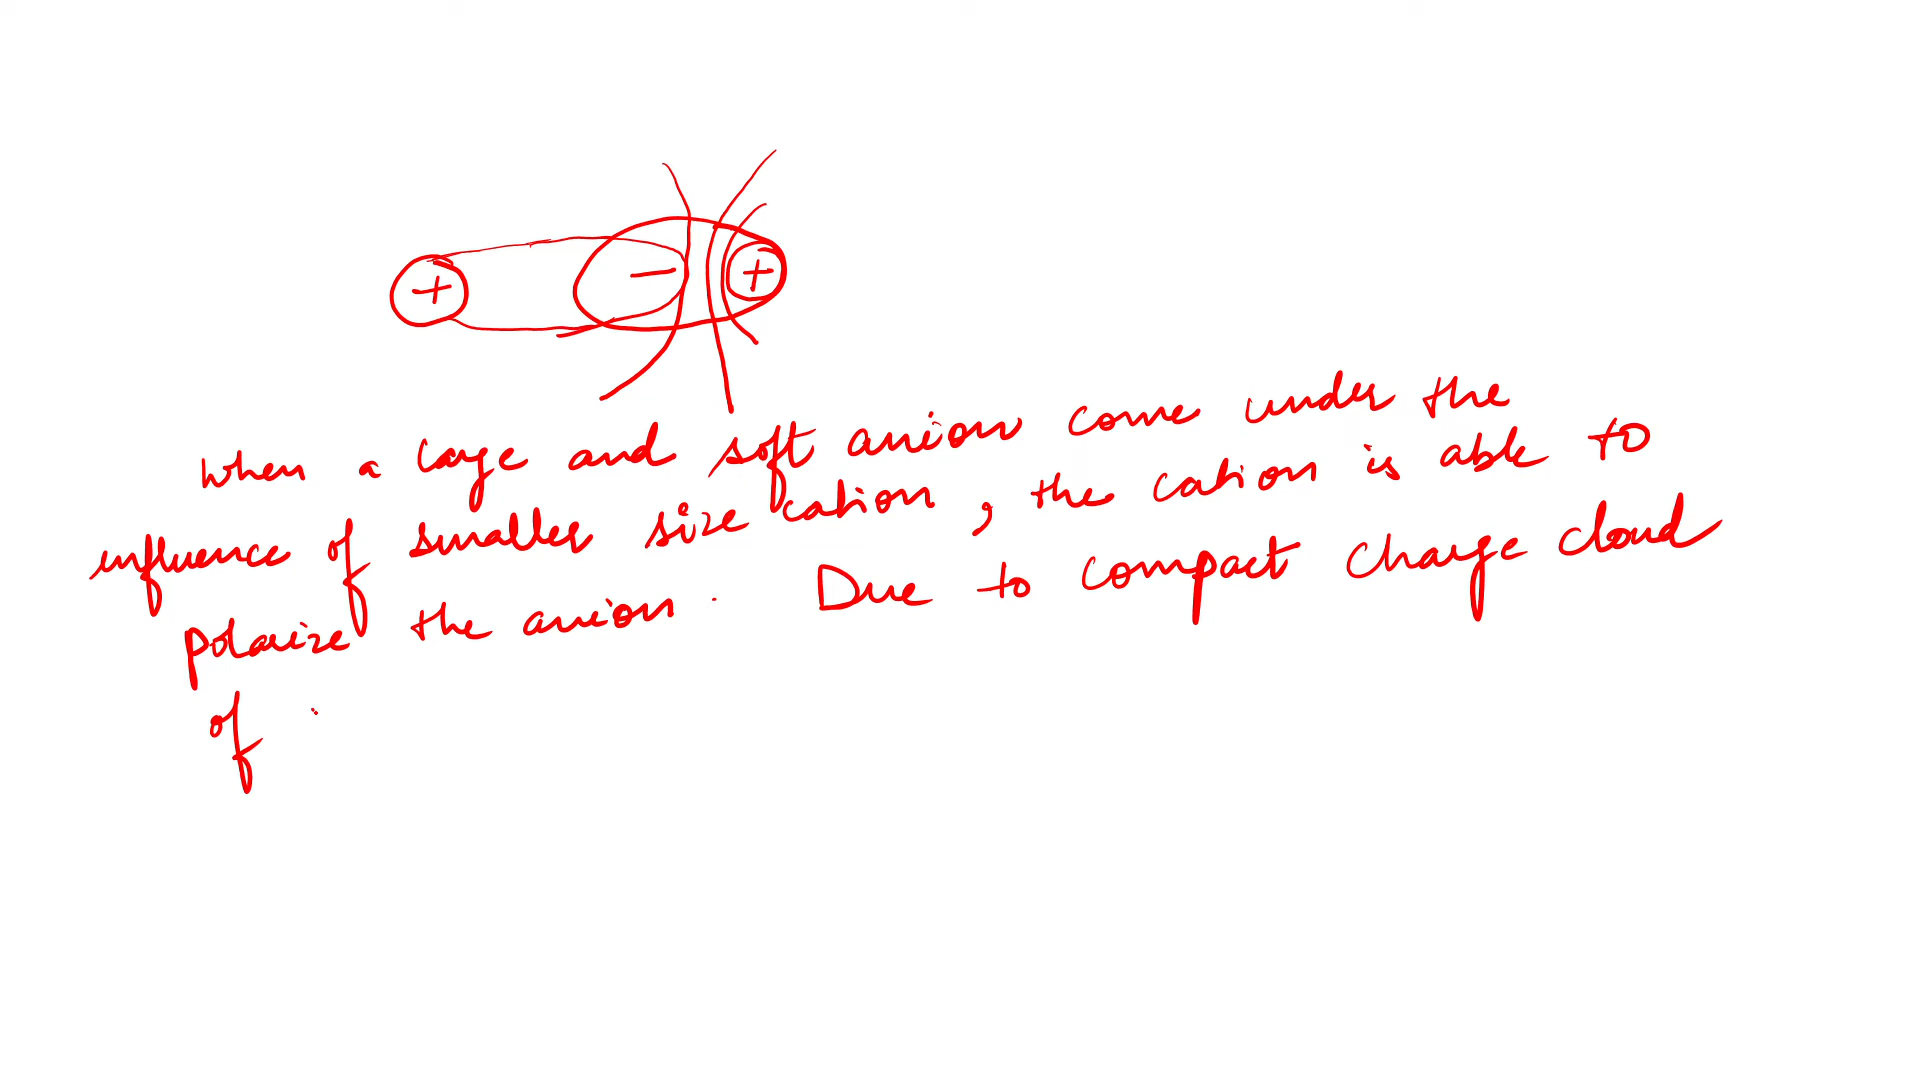 + − +
When a large and soft anion come under the
influence of smaller size cation, the cation is able to
polarize the anion. Due to compact charge cloud
of